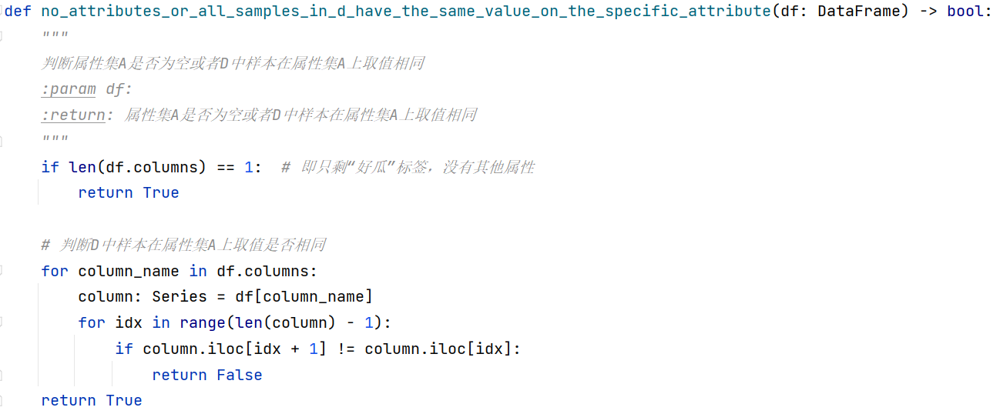 def no_attributes_or_all_samples_in_d_have_the_same_value_on_the_specific_attribute(df: DataFrame) -> bool:
    """
    判断属性集A是否为空或者D中样本在属性集A上取值相同
    :param df:
    :return: 属性集A是否为空或者D中样本在属性集A上取值相同
    """
    if len(df.columns) == 1:  # 即只剩“好瓜”标签，没有其他属性
        return True

    # 判断D中样本在属性集A上取值是否相同
    for column_name in df.columns:
        column: Series = df[column_name]
        for idx in range(len(column) - 1):
            if column.iloc[idx + 1] != column.iloc[idx]:
                return False
    return True